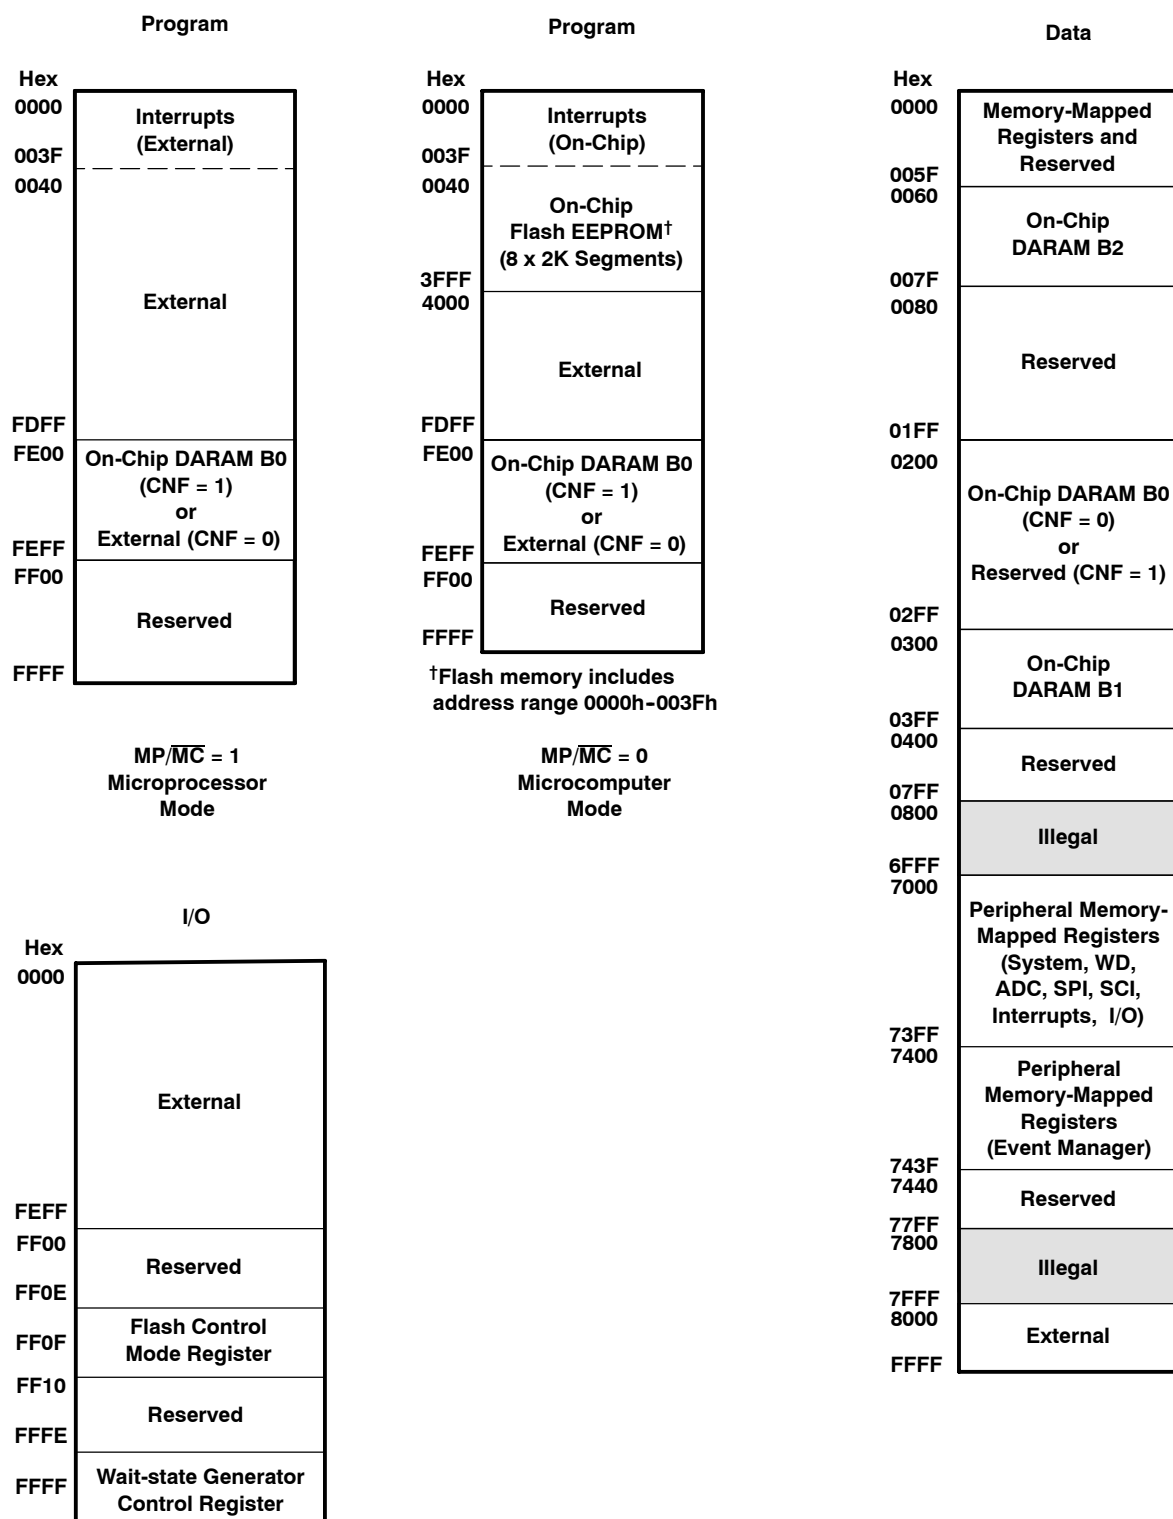 Program
Hex
0000
Interrupts
(External)
003F
0040
External
FDFF
FE00
On-Chip DARAM B0
(CNF = 1)
or
External (CNF = 0)
FEFF
FF00
Reserved
FFFF
MP/MC = 1
Microprocessor
Mode
Program
Hex
0000
Interrupts
(On-Chip)
003F
0040
On-Chip
Flash EEPROM†
(8 x 2K Segments)
3FFF
4000
External
FDFF
FE00
On-Chip DARAM B0
(CNF = 1)
or
External (CNF = 0)
FEFF
FF00
Reserved
FFFF
†Flash memory includes
address range 0000h-003Fh
MP/MC = 0
Microcomputer
Mode
Data
Hex
0000
Memory-Mapped
Registers and
Reserved
005F
0060
On-Chip
DARAM B2
007F
0080
Reserved
01FF
0200
On-Chip DARAM B0
(CNF = 0)
or
Reserved (CNF = 1)
02FF
0300
On-Chip
DARAM B1
03FF
0400
Reserved
07FF
0800
Illegal
6FFF
7000
Peripheral Memory-
Mapped Registers
(System, WD,
ADC, SPI, SCI,
Interrupts, I/O)
73FF
7400
Peripheral
Memory-Mapped
Registers
(Event Manager)
743F
7440
Reserved
77FF
7800
Illegal
7FFF
8000
External
FFFF
I/O
Hex
0000
External
FEFF
FF00
Reserved
FF0E
FF0F
Flash Control
Mode Register
FF10
Reserved
FFFE
FFFF
Wait-state Generator
Control Register